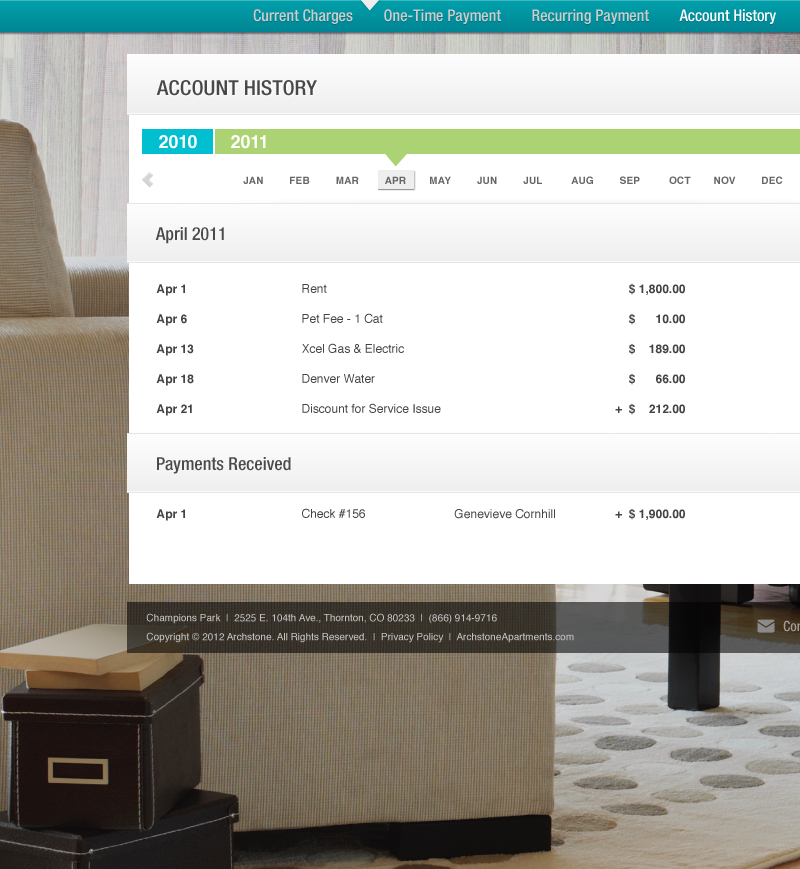 Current Charges One-Time Payment Recurring Payment Account History
ACCOUNT HISTORY
2010 2011
JAN FEB MAR APR MAY JUN JUL AUG SEP OCT NOV DEC
April 2011
Apr 1 Rent $ 1,800.00
Apr 6 Pet Fee - 1 Cat $ 10.00
Apr 13 Xcel Gas & Electric $ 189.00
Apr 18 Denver Water $ 66.00
Apr 21 Discount for Service Issue + $ 212.00
Payments Received
Apr 1 Check #156 Genevieve Cornhill + $ 1,900.00
Champions Park | 2525 E. 104th Ave., Thornton, CO 80233 | (866) 914-9716
Copyright © 2012 Archstone. All Rights Reserved. | Privacy Policy | ArchstoneApartments.com